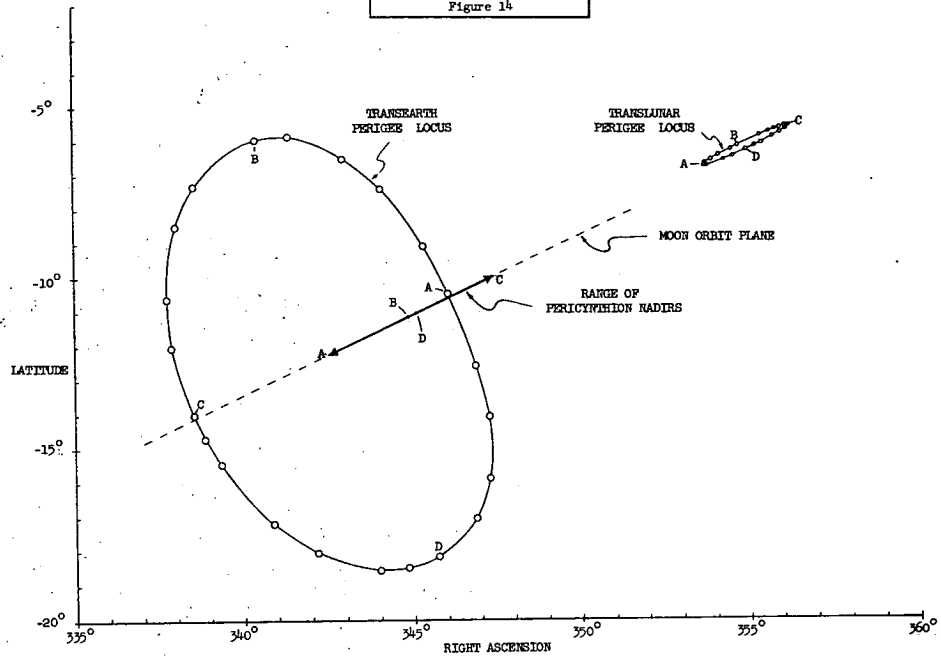 Figure 14
-5°
TRANSEARTH
PERIGEE LOCUS
B
TRANSLUNAR
PERIGEE LOCUS
B
C
A
D
MOON ORBIT PLANE
-10°
A
C
B
RANGE OF
PERICYNTHION NADIRS
D
A
LATITUDE
C
-15°
D
-20°
335°
340°
345°
350°
355°
360°
RIGHT ASCENSION